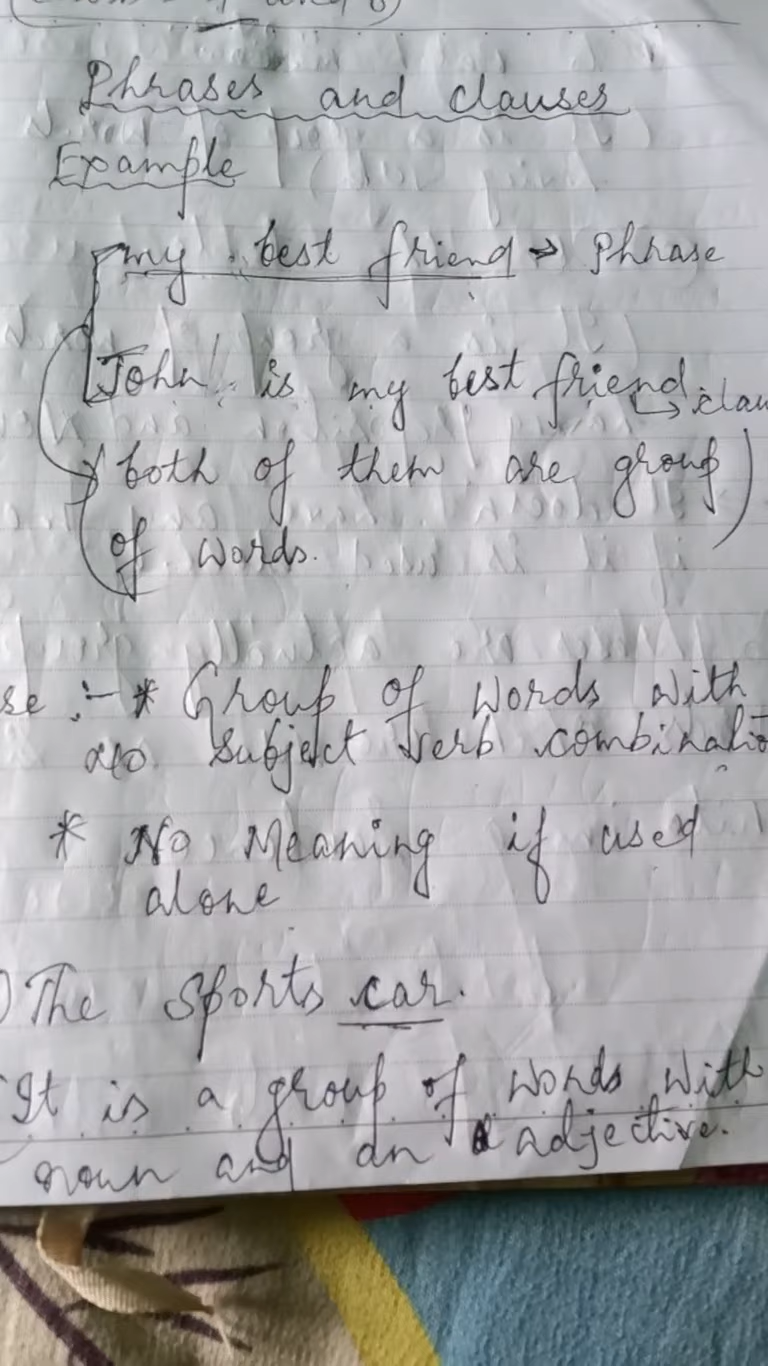 Phrases and clauses
Example
my best friend → Phrase
John is my best friend → clau
both of them are group
of words.
se :- * Group of words with
no subject verb combinatio
* No Meaning if used
alone
The sports car.
It is a group of words with
noun and an adjective.